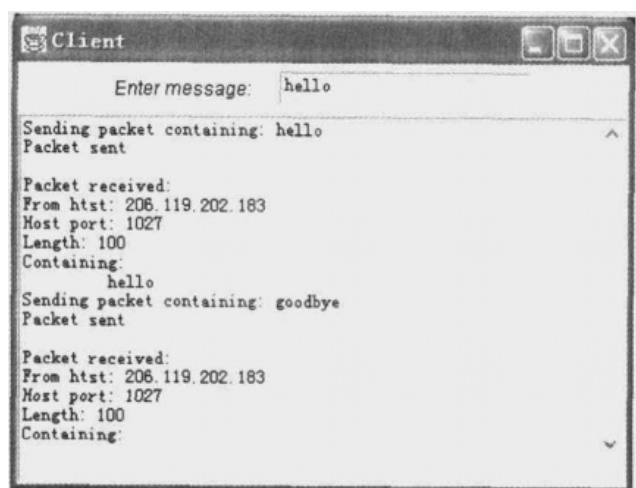 Client
Enter message: hello
Sending packet containing: hello
Packet sent
Packet received:
From htst: 206.119.202.183
Host port: 1027
Length: 100
Containing:
hello
Sending packet containing: goodbye
Packet sent
Packet received:
From htst: 206.119.202.183
Host port: 1027
Length: 100
Containing: